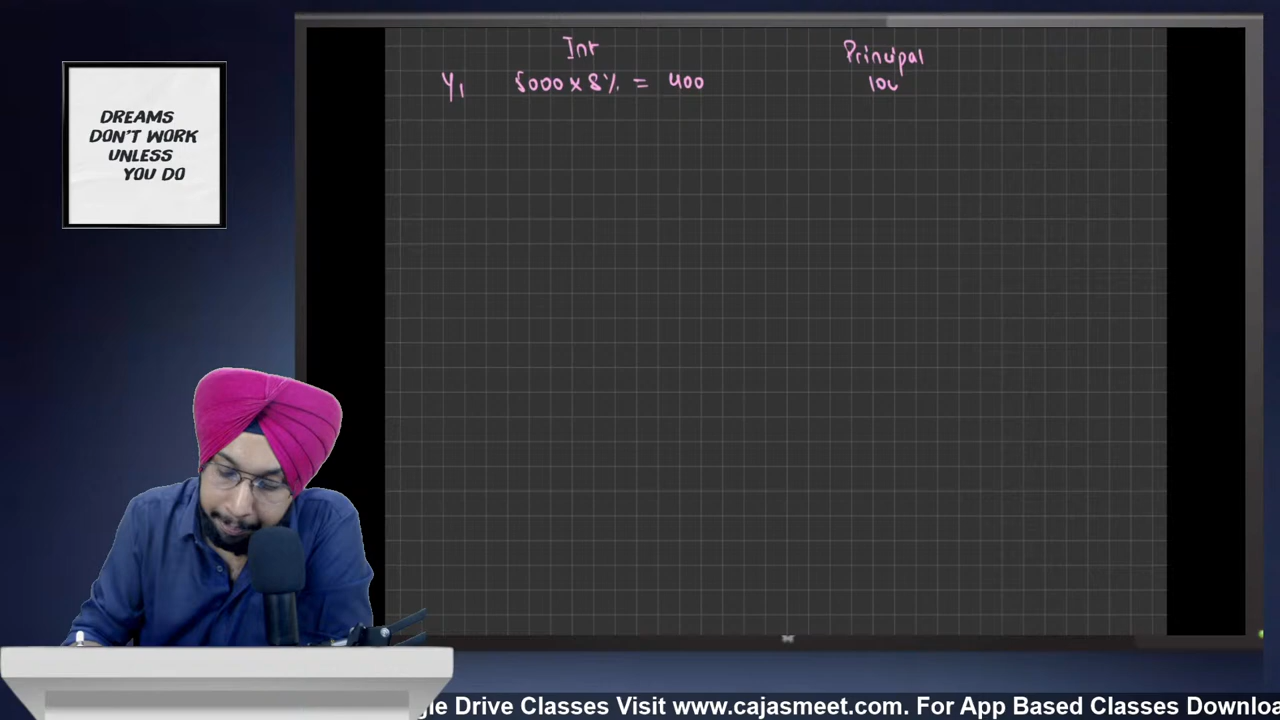 DREAMS
DON'T WORK
UNLESS
YOU DO
Int Principal
Y1 5000 x 8% = 400 100
gle Drive Classes Visit www.cajasmeet.com. For App Based Classes Downloa